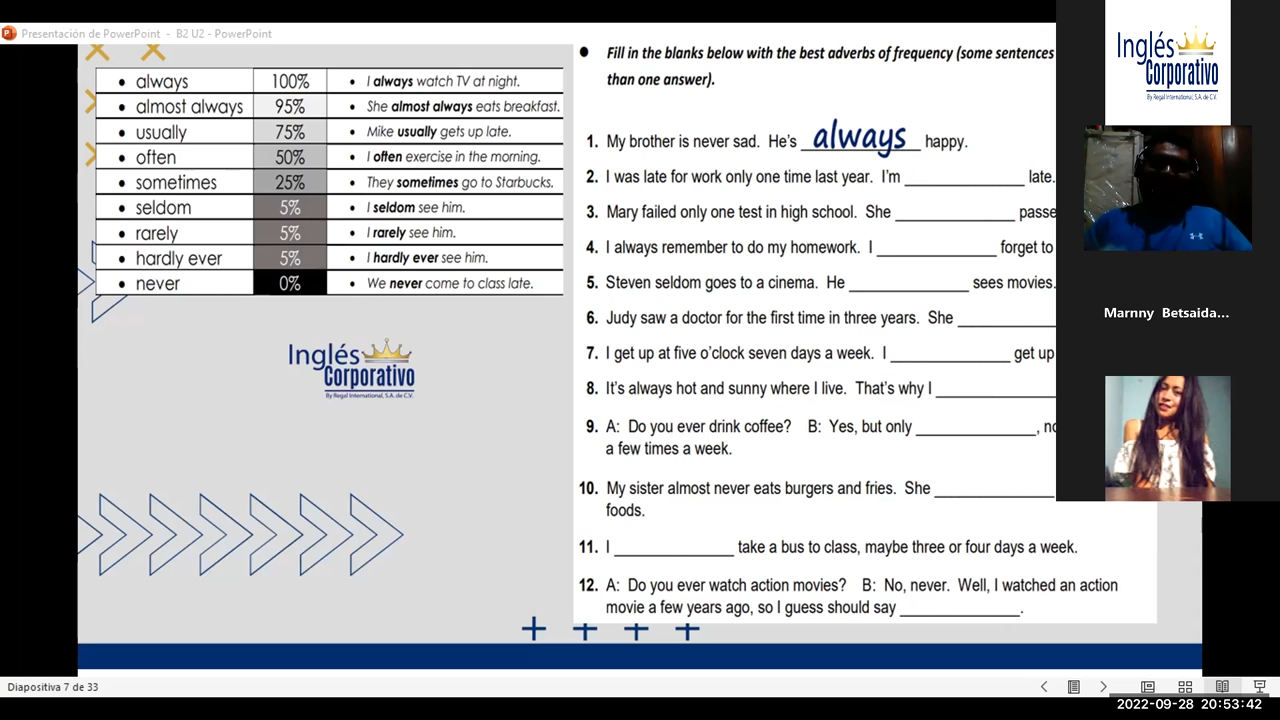 Presentación de PowerPoint - B2 U2 - PowerPoint
• always 100% • I always watch TV at night.
• almost always 95% • She almost always eats breakfast.
• usually 75% • Mike usually gets up late.
• often 50% • I often exercise in the morning.
• sometimes 25% • They sometimes go to Starbucks.
• seldom 5% • I seldom see him.
• rarely 5% • I rarely see him.
• hardly ever 5% • I hardly ever see him.
• never 0% • We never come to class late.
Inglés
Corporativo
By Regal International, S.A. de C.V.
• Fill in the blanks below with the best adverbs of frequency (some sentences
than one answer).
1. My brother is never sad. He's always happy.
2. I was late for work only one time last year. I'm ____________ late.
3. Mary failed only one test in high school. She ____________ passe
4. I always remember to do my homework. I ____________ forget to
5. Steven seldom goes to a cinema. He ____________ sees movies.
6. Judy saw a doctor for the first time in three years. She ____________
7. I get up at five o'clock seven days a week. I ____________ get up
8. It's always hot and sunny where I live. That's why I ____________
9. A: Do you ever drink coffee? B: Yes, but only ____________, no
a few times a week.
10. My sister almost never eats burgers and fries. She ____________
foods.
11. I ____________ take a bus to class, maybe three or four days a week.
12. A: Do you ever watch action movies? B: No, never. Well, I watched an action
movie a few years ago, so I guess should say ____________.
Inglés
Corporativo
By Regal International, S.A. de C.V.
Marnny Betsaida...
Diapositiva 7 de 33
2022-09-28 20:53:42